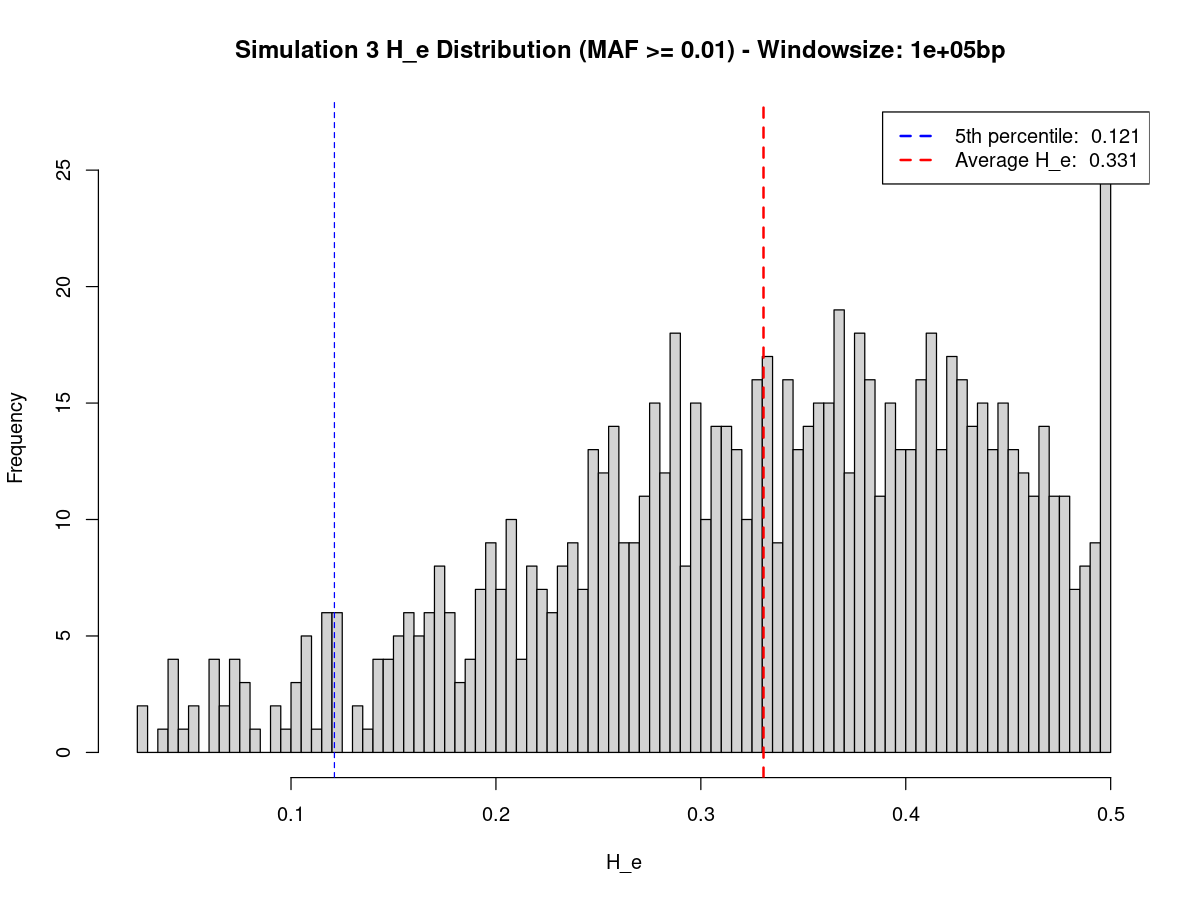 Simulation 3 H_e Distribution (MAF >= 0.01) - Windowsize: 1e+05bp
5th percentile: 0.121
Average H_e: 0.331
Frequency
25
20
15
10
5
0
0.1 0.2 0.3 0.4 0.5
H_e